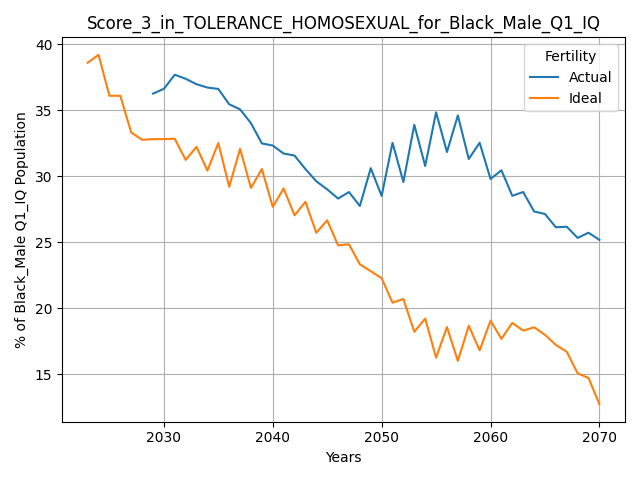 Score_3_in_TOLERANCE_HOMOSEXUAL_for_Black_Male_Q1_IQ
Fertility
Actual
Ideal
% of Black_Male Q1_IQ Population
40
35
30
25
20
15
2030 2040 2050 2060 2070
Years